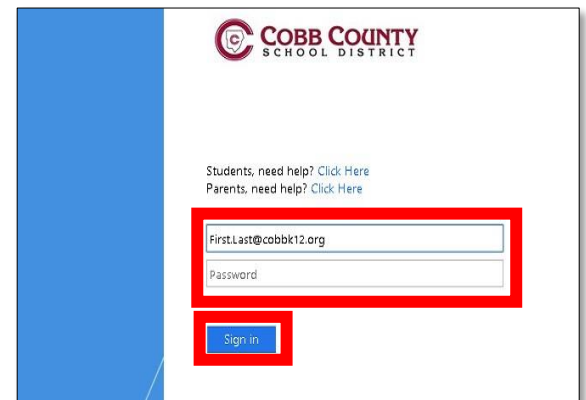 C COBB COUNTY
SCHOOL DISTRICT
Students, need help? Click Here
Parents, need help? Click Here
First.Last@cobbk12.org
Password
Sign in